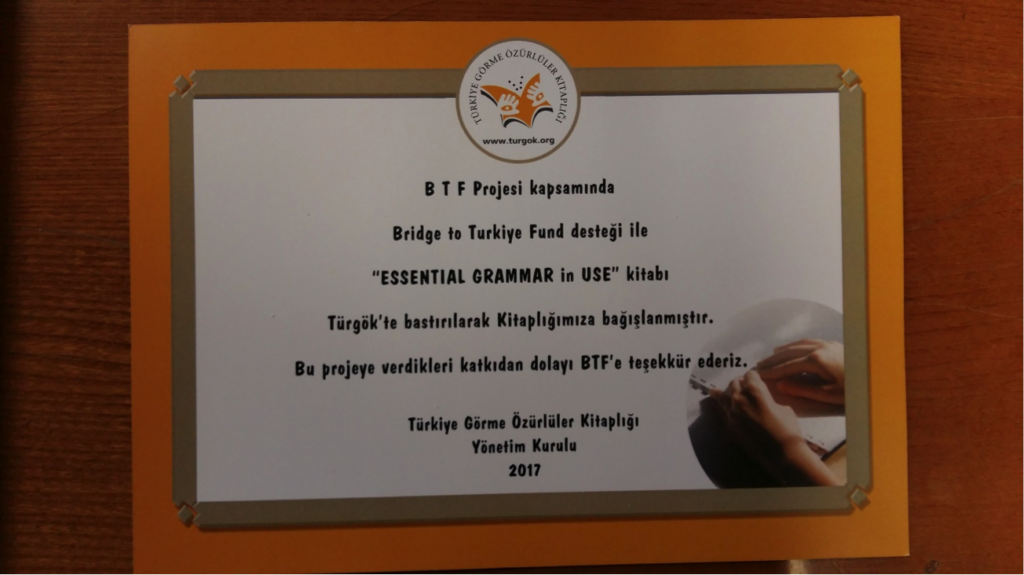 TÜRKİYE GÖRME ÖZÜRLÜLER KİTAPLIĞI
www.turgok.org
B T F Projesi kapsamında
Bridge to Turkiye Fund desteği ile
“ESSENTIAL GRAMMAR in USE” kitabı
Türgök’te bastırılarak Kitaplığımıza bağışlanmıştır.
Bu projeye verdikleri katkıdan dolayı BTF’e teşekkür ederiz.
Türkiye Görme Özürlüler Kitaplığı
Yönetim Kurulu
2017